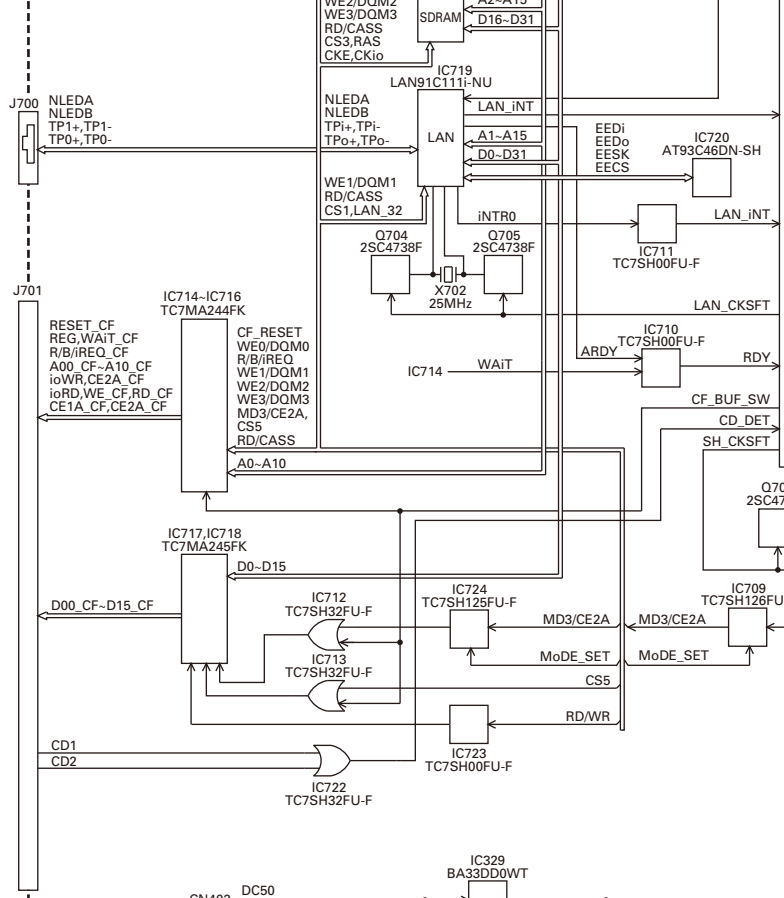 WE2/DQM2
WE3/DQM3
RD/CASS
CS3,RAS
CKE,CKio
SDRAM
A2~A15
D16~D31
IC719
LAN91C111i-NU
J700
NLEDA
NLEDB
TP1+,TP1-
TP0+,TP0-
NLEDA
NLEDB
TPi+,TPi-
TPo+,TPo-
LAN
LAN_iNT
A1~A15
D0~D31
EEDi
EEDo
EESK
EECS
IC720
AT93C46DN-SH
WE1/DQM1
RD/CASS
CS1,LAN_32
iNTR0
LAN_iNT
IC711
TC7SH00FU-F
Q704
2SC4738F
Q705
2SC4738F
X702
25MHz
LAN_CKSFT
J701
IC714~IC716
TC7MA244FK
RESET_CF
REG,WAiT_CF
R/B/iREQ_CF
A00_CF~A10_CF
ioWR,CE2A_CF
ioRD,WE_CF,RD_CF
CE1A_CF,CE2A_CF
CF_RESET
WE0/DQM0
R/B/iREQ
WE1/DQM1
WE2/DQM2
WE3/DQM3
MD3/CE2A,
CS5
RD/CASS
A0~A10
IC710
TC7SH00FU-F
ARDY
IC714
WAiT
RDY
CF_BUF_SW
CD_DET
SH_CKSFT
Q70
2SC47
IC717,IC718
TC7MA245FK
D0~D15
D00_CF~D15_CF
IC712
TC7SH32FU-F
IC724
TC7SH125FU-F
MD3/CE2A
MD3/CE2A
IC709
TC7SH126FU
MoDE_SET
MoDE_SET
IC713
TC7SH32FU-F
CS5
RD/WR
IC723
TC7SH00FU-F
CD1
CD2
IC722
TC7SH32FU-F
IC329
BA33DD0WT
DC50